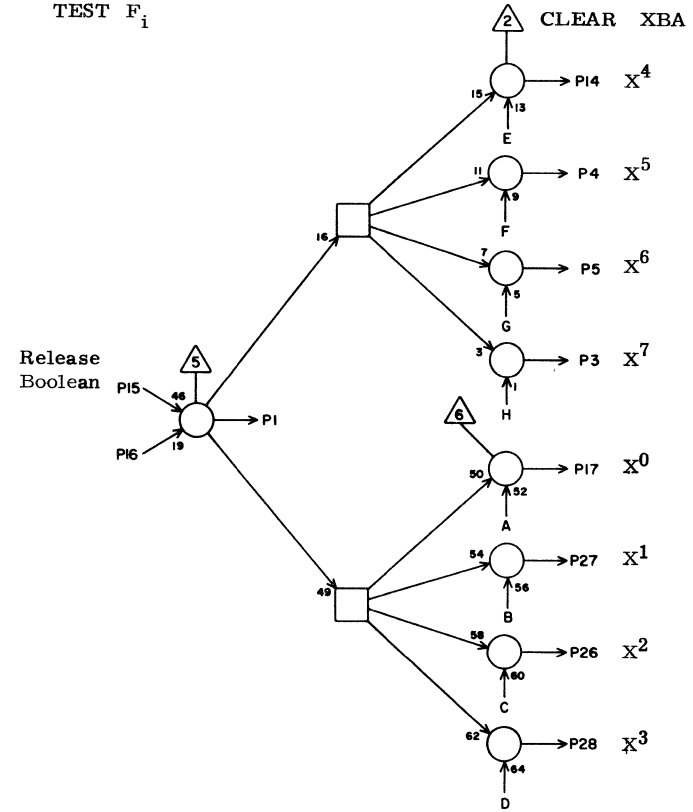 TEST F_i
2 CLEAR XBA
15 13 P14 X^4
E
11 9 P4 X^5
F
16
7 5 P5 X^6
G
3 1 P3 X^7
H
Release
Boolean
5
P15 46
P1
P16 19
6
50 52 P17 X^0
A
54 56 P27 X^1
B
49
58 60 P26 X^2
C
62 64 P28 X^3
D